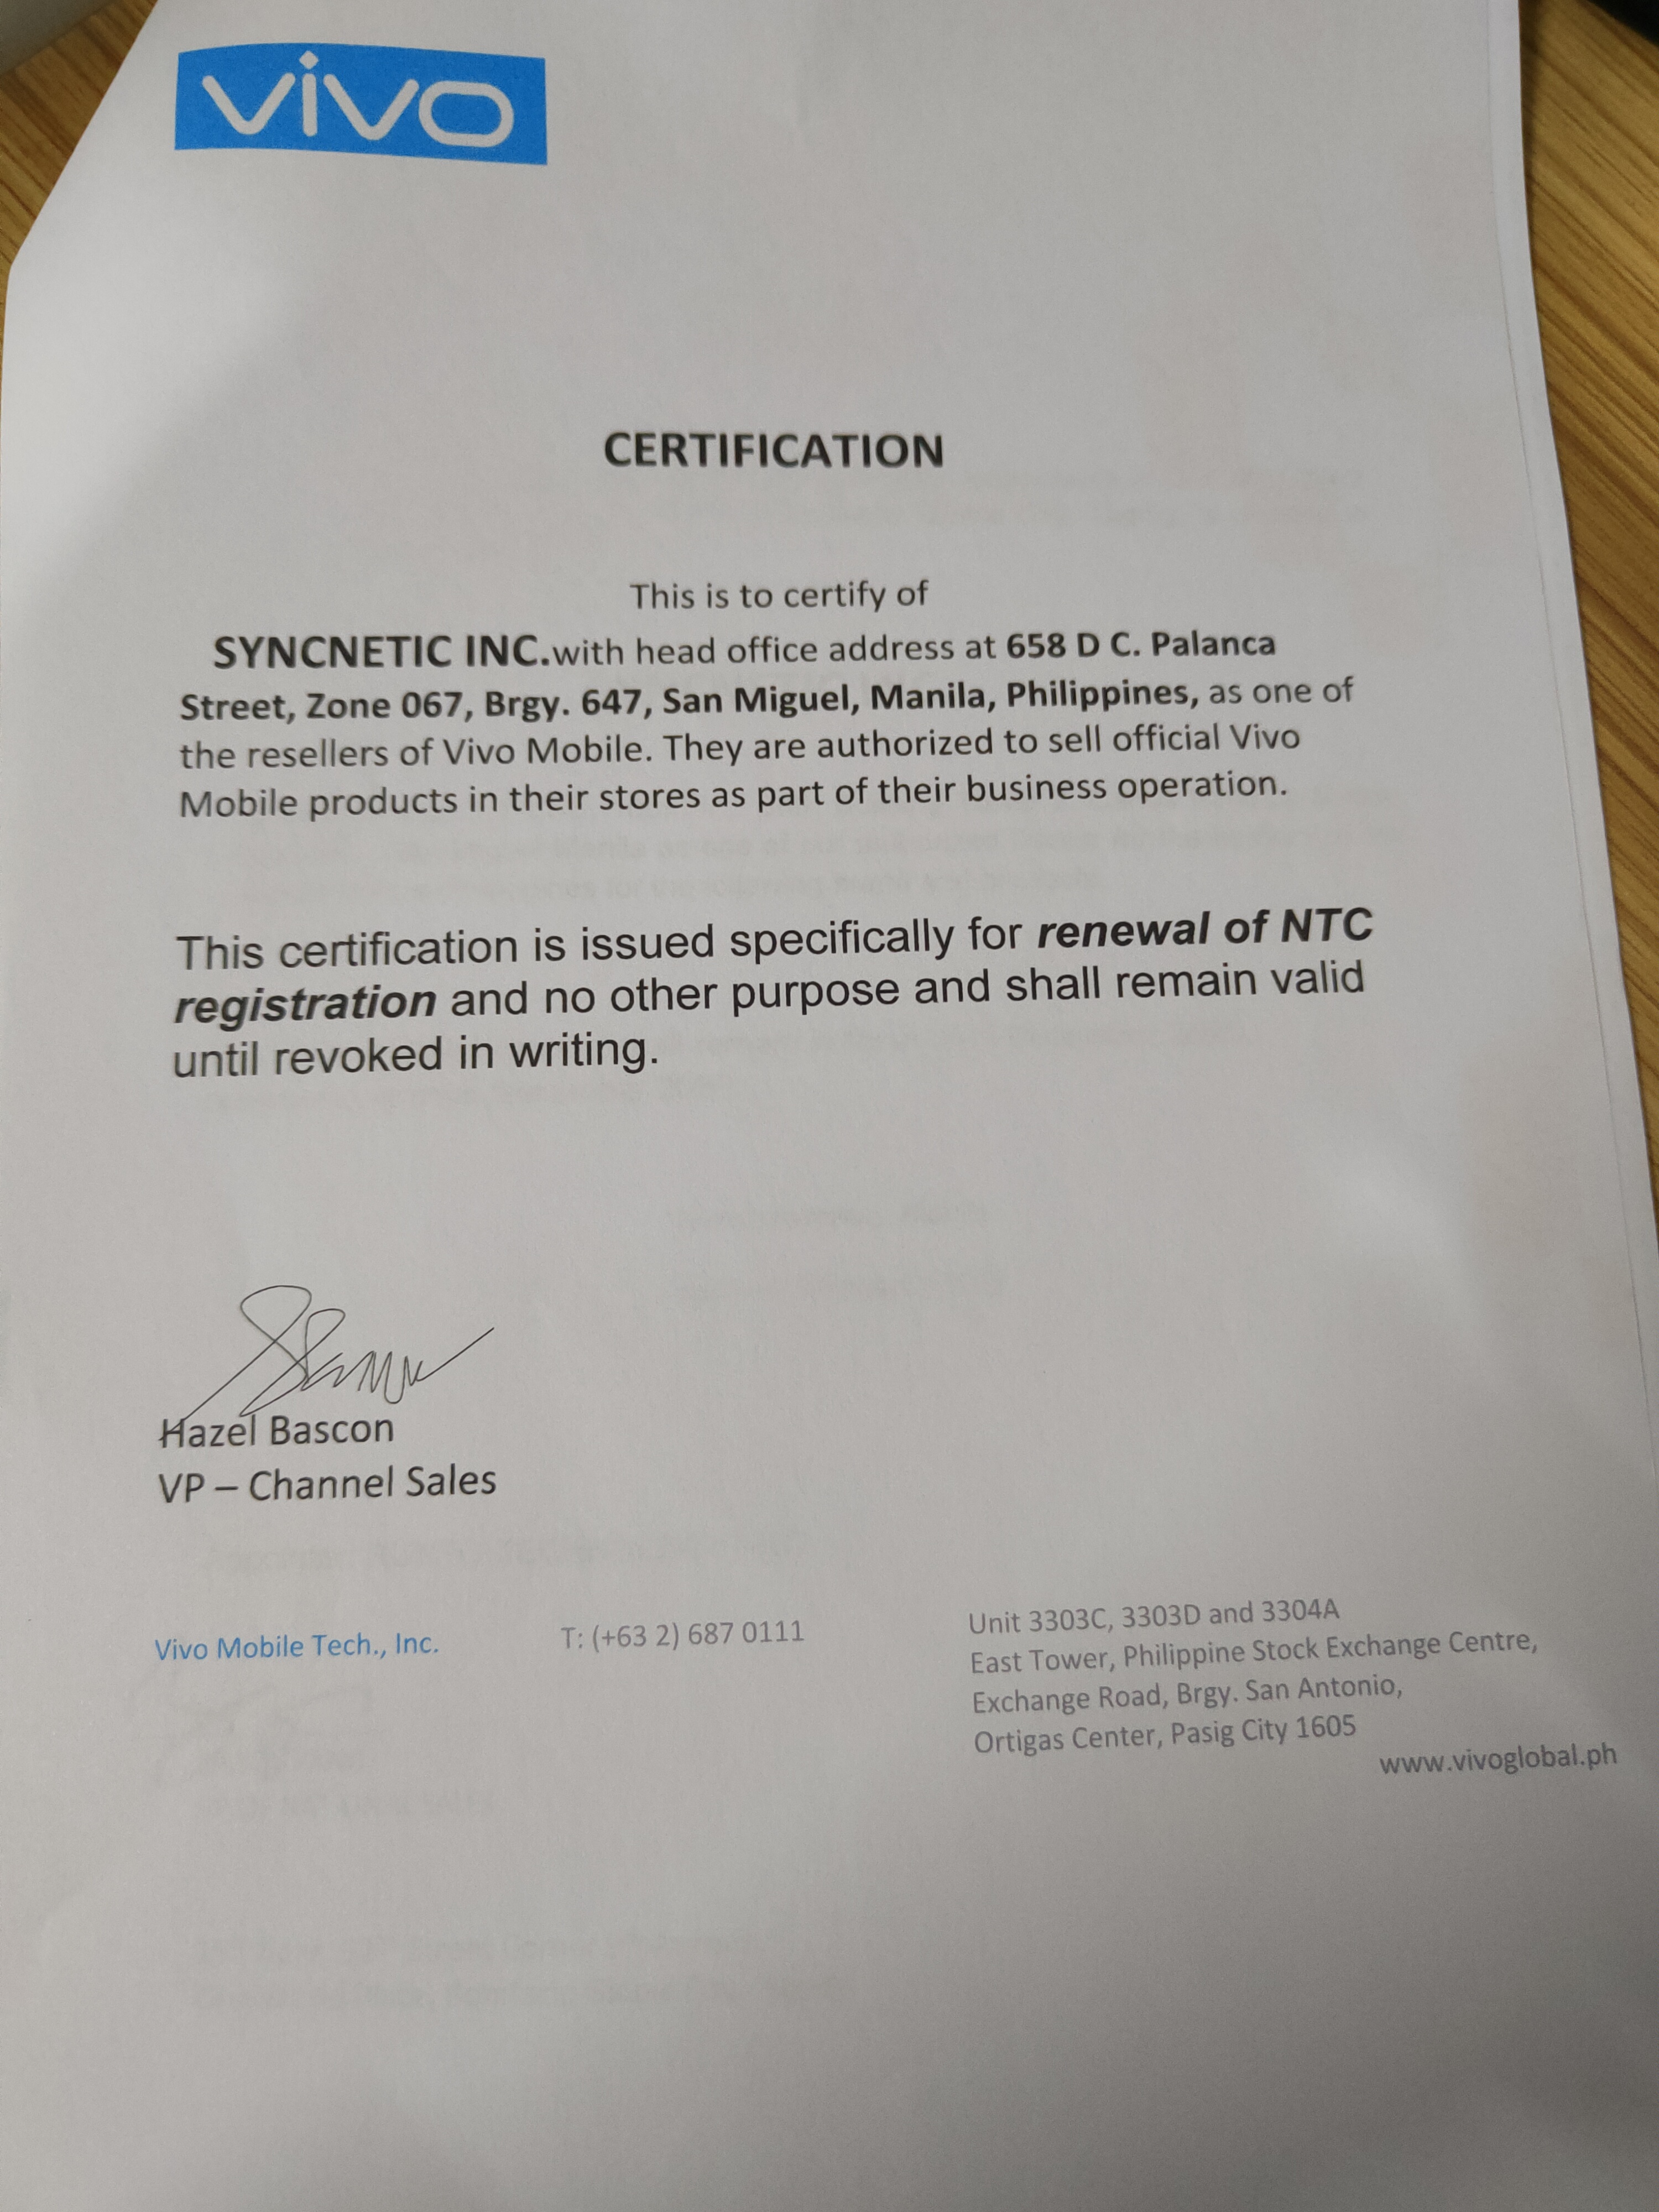 vivo
CERTIFICATION
This is to certify of
SYNCNETIC INC.with head office address at 658 D C. Palanca
Street, Zone 067, Brgy. 647, San Miguel, Manila, Philippines, as one of
the resellers of Vivo Mobile. They are authorized to sell official Vivo
Mobile products in their stores as part of their business operation.
This certification is issued specifically for renewal of NTC
registration and no other purpose and shall remain valid
until revoked in writing.
Hazel Bascon
VP – Channel Sales
Vivo Mobile Tech., Inc.
T: (+63 2) 687 0111
Unit 3303C, 3303D and 3304A
East Tower, Philippine Stock Exchange Centre,
Exchange Road, Brgy. San Antonio,
Ortigas Center, Pasig City 1605
www.vivoglobal.ph